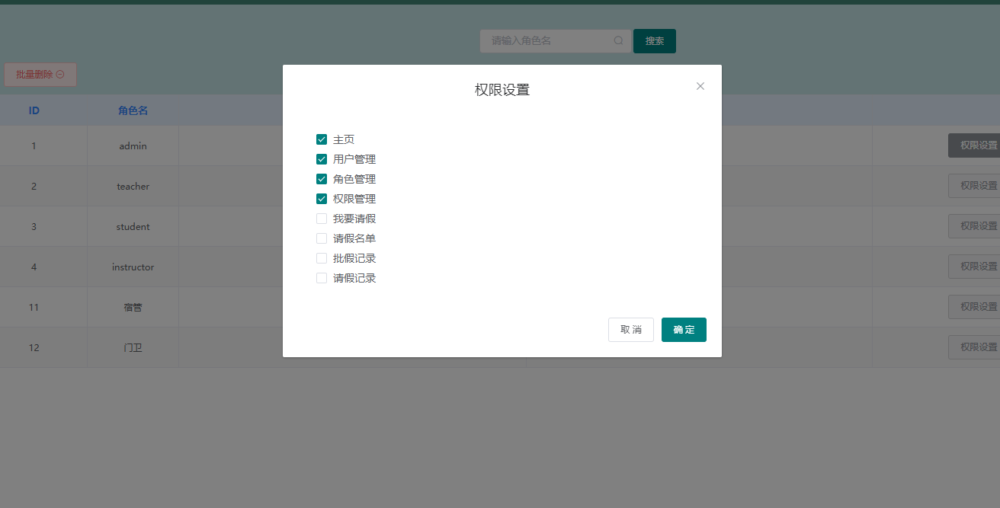 请输入角色名 搜索
批量删除
权限设置
ID 角色名
主页
1 admin 权限设置
用户管理
角色管理
2 teacher 权限设置
权限管理
我要请假
3 student 权限设置
请假名单
批假记录
4 instructor 权限设置
请假记录
11 宿管 权限设置
取消 确定
12 门卫 权限设置